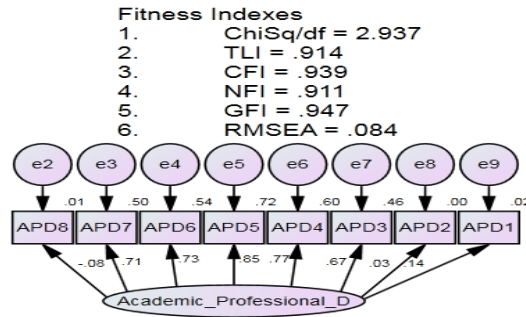 Fitness Indexes
1. ChiSq/df = 2.937
2. TLI = .914
3. CFI = .939
4. NFI = .911
5. GFI = .947
6. RMSEA = .084
e2 e3 e4 e5 e6 e7 e8 e9
.01 .50 .54 .72 .60 .46 .00 .02
APD8 APD7 APD6 APD5 APD4 APD3 APD2 APD1
-.08 .71 .73 .85 .77 .67 .03 .14
Academic_Professional_D